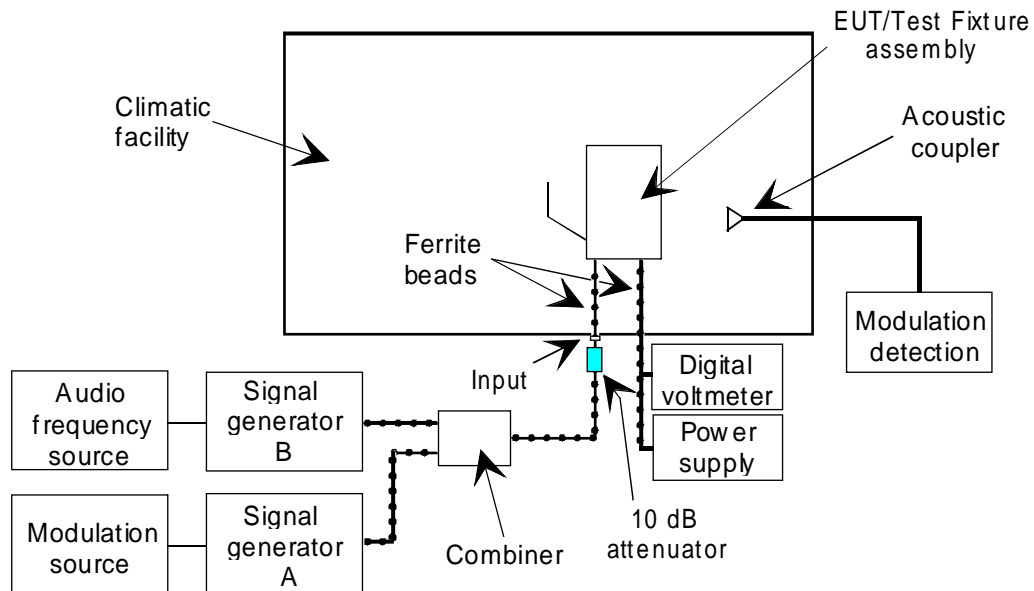 EUT/Test Fixture
assembly
Climatic
facility
Acoustic
coupler
Ferrite
beads
Modulation
detection
Input
Digital
voltmeter
Power
supply
Audio
frequency
source
Signal
generator
B
Modulation
source
Signal
generator
A
Combiner
10 dB
attenuator